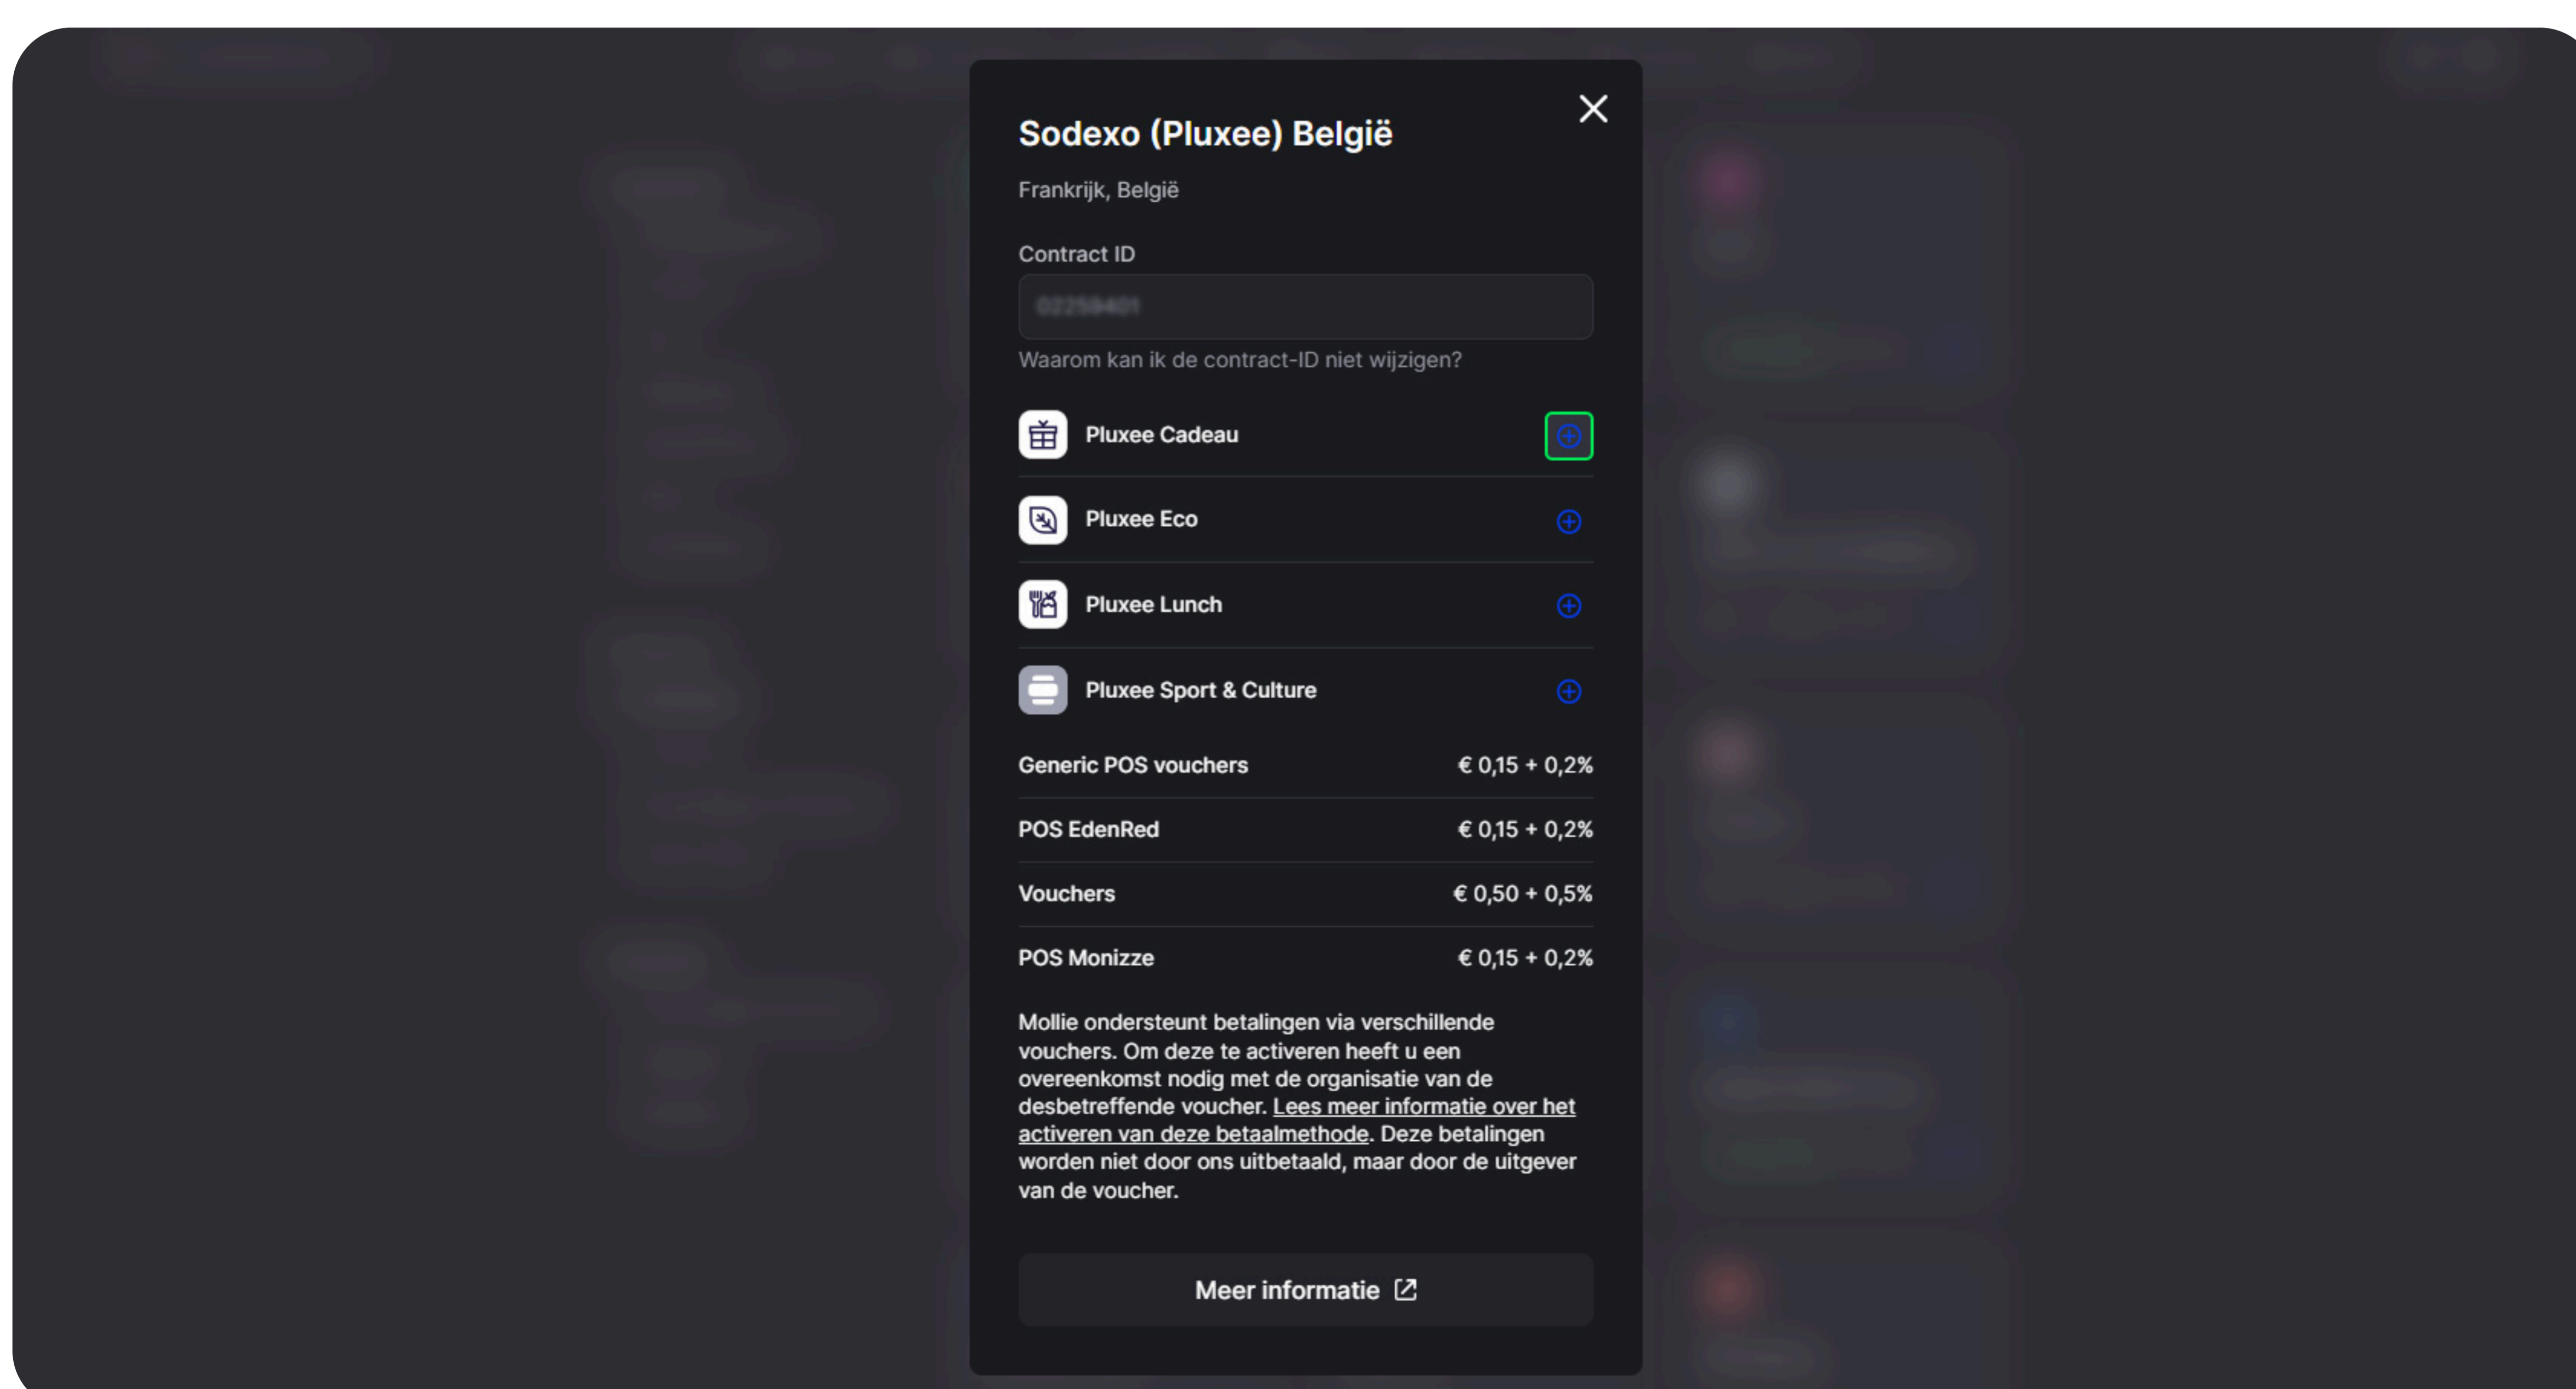 Sodexo (Pluxee) België
Frankrijk, België
Contract ID
Waarom kan ik de contract-ID niet wijzigen?
Pluxee Cadeau
Pluxee Eco
Pluxee Lunch
Pluxee Sport & Culture
Generic POS vouchers € 0,15 + 0,2%
POS EdenRed € 0,15 + 0,2%
Vouchers € 0,50 + 0,5%
POS Monizze € 0,15 + 0,2%
Mollie ondersteunt betalingen via verschillende
vouchers. Om deze te activeren heeft u een
overeenkomst nodig met de organisatie van de
desbetreffende voucher. Lees meer informatie over het
activeren van deze betaalmethode. Deze betalingen
worden niet door ons uitbetaald, maar door de uitgever
van de voucher.
Meer informatie